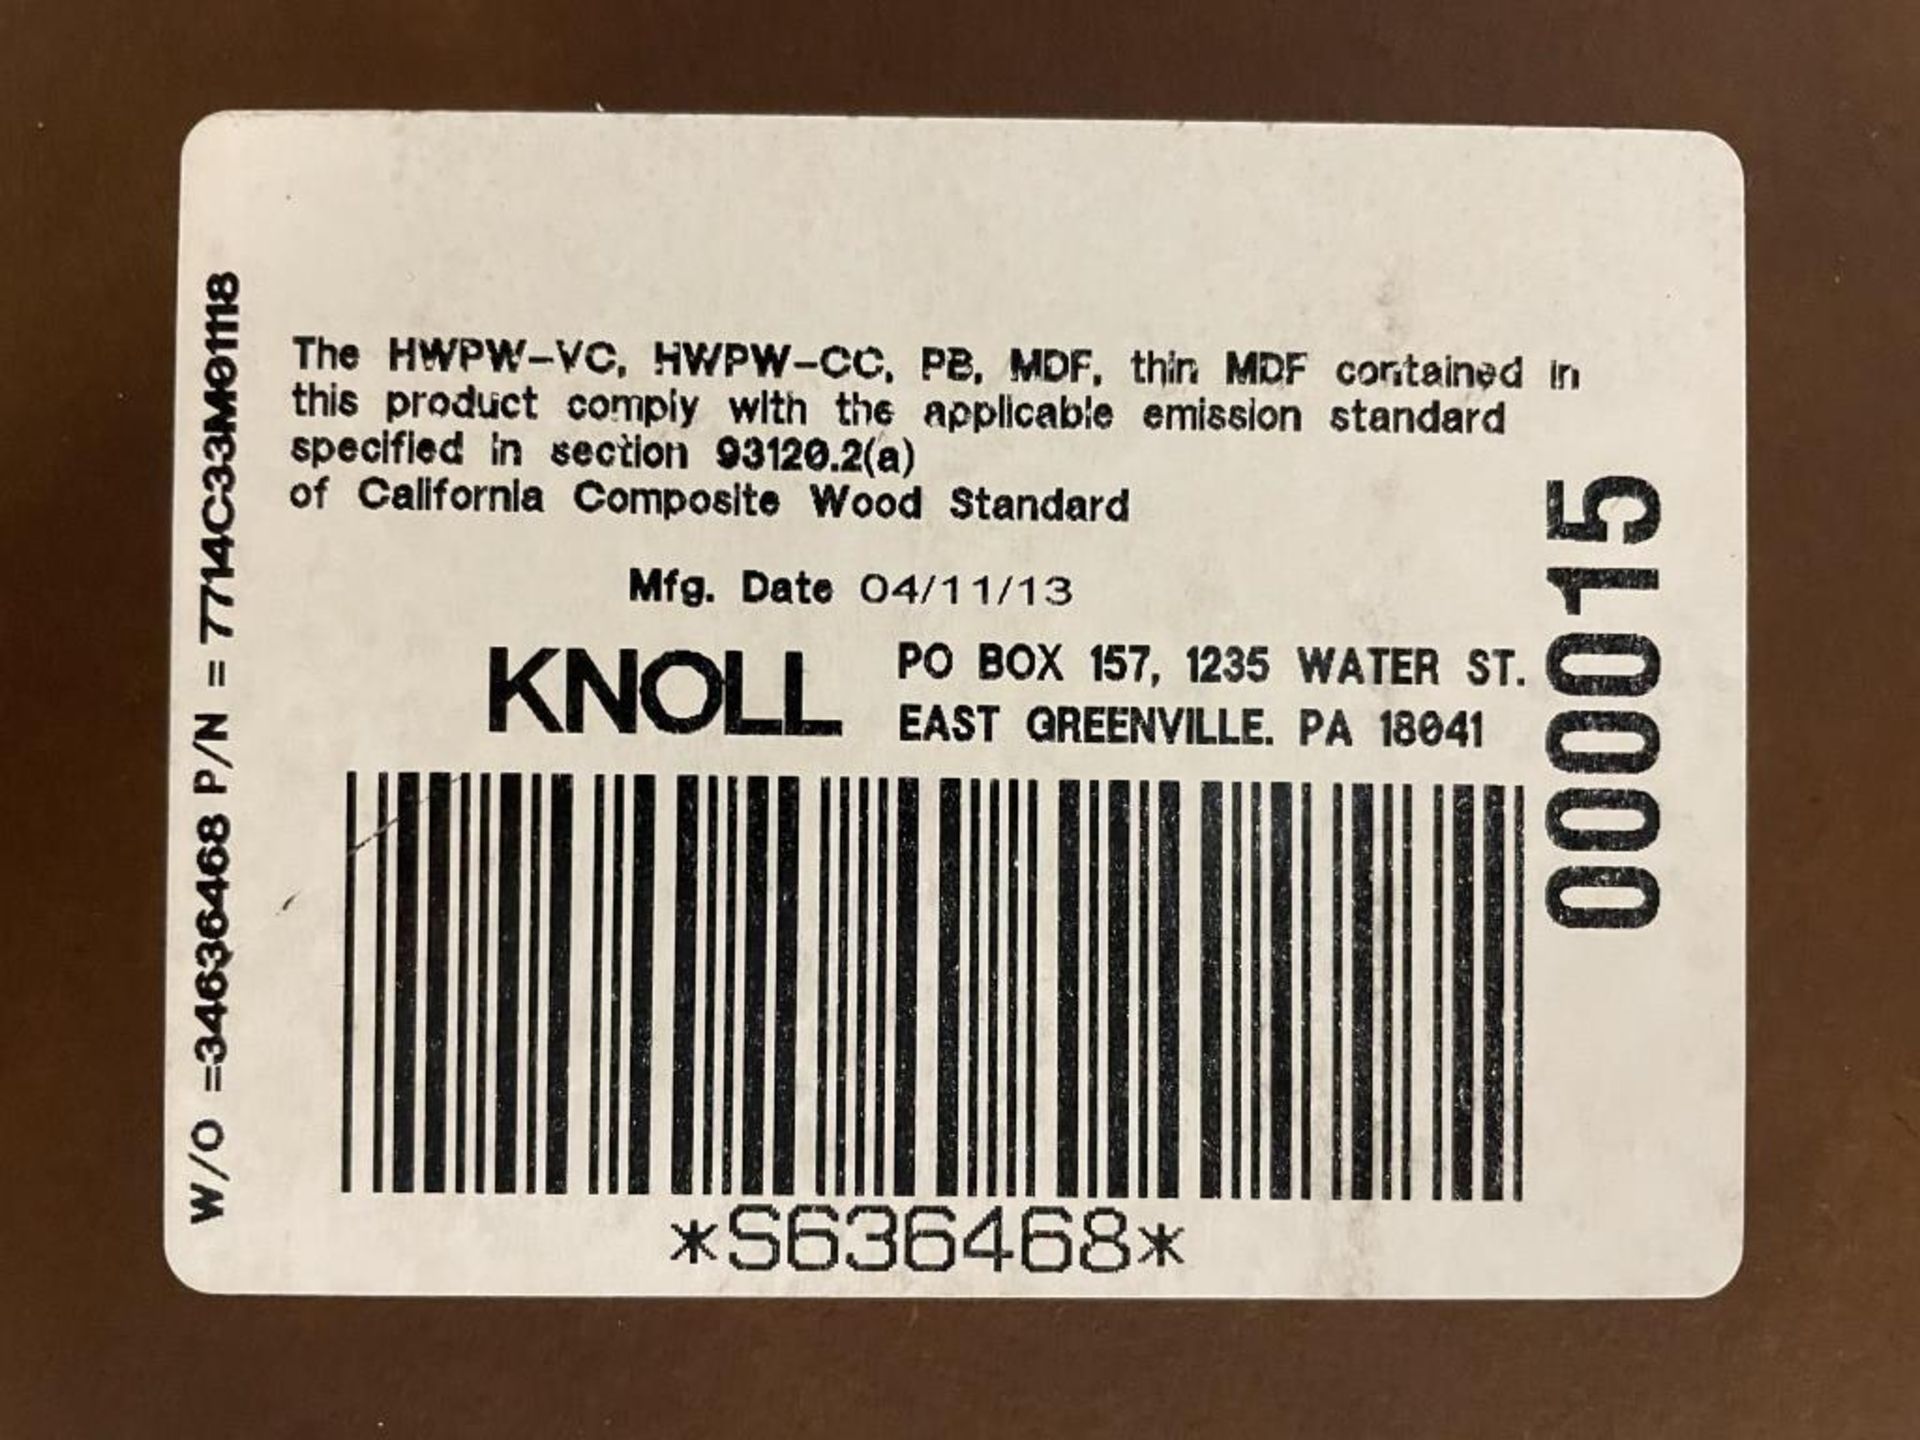 The HWPW-VC, HWPW-CC, PB, MDF, thin MDF contained in
this product comply with the applicable emission standard
specified in section 93120.2(a)
of California Composite Wood Standard
Mfg. Date 04/11/13
KNOLL
PO BOX 157, 1235 WATER ST.
EAST GREENVILLE. PA 18041
*S636468*
W/O =34636468 P/N = 7714C33M01118
000015